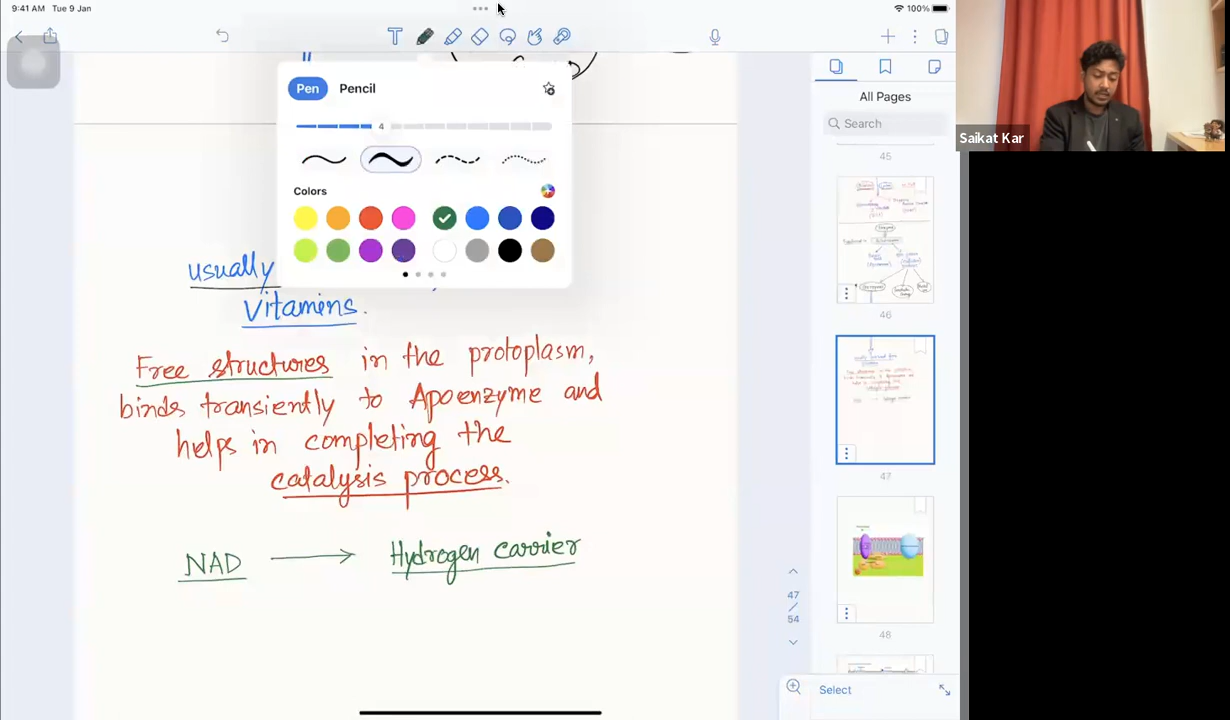 9:41 AM Tue 9 Jan
100%
Pen
Pencil
4
Colors
usually
Vitamins.
Free structures in the protoplasm,
binds transiently to Apoenzyme and
helps in completing the
catalysis process.
NAD → Hydrogen carrier
All Pages
Search
45
46
47
48
47
/
54
Select
Saikat Kar